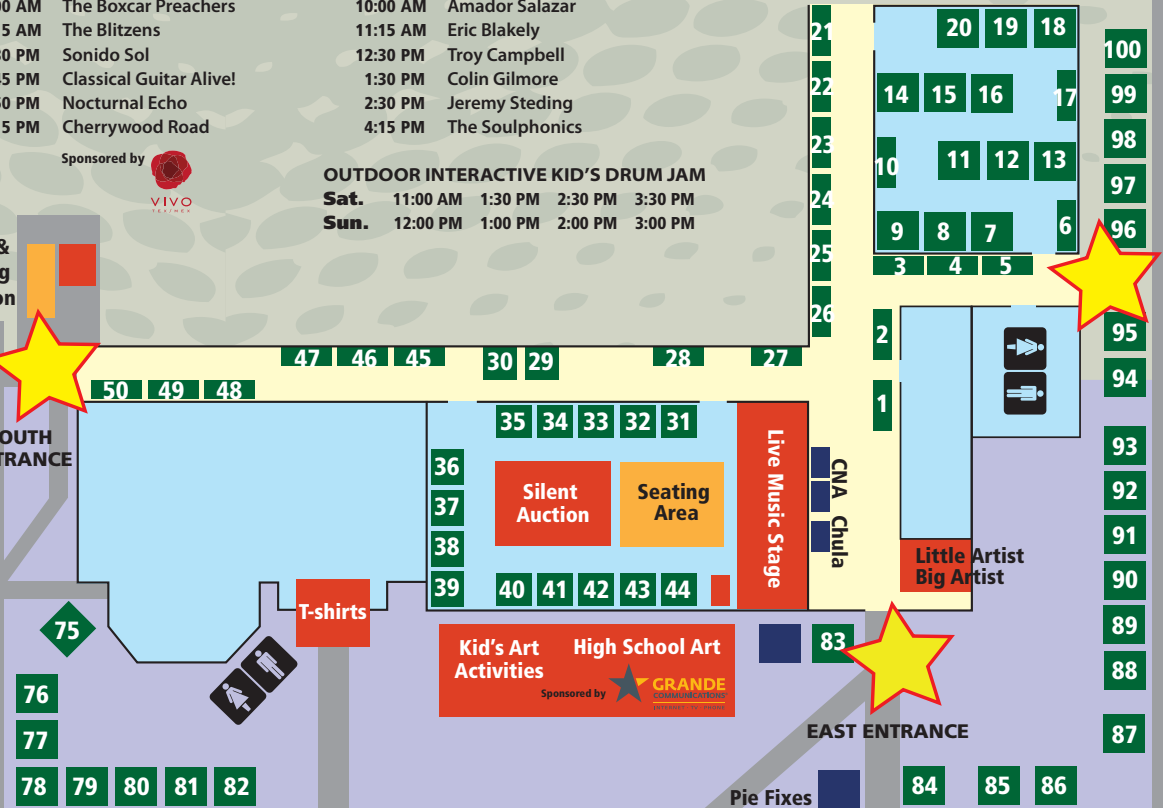 00 AM The Boxcar Preachers
5 AM The Blitzens
30 PM Sonido Sol
45 PM Classical Guitar Alive!
50 PM Nocturnal Echo
5 PM Cherrywood Road
Sponsored by
VIVO
10:00 AM Amador Salazar
11:15 AM Eric Blakely
12:30 PM Troy Campbell
1:30 PM Colin Gilmore
2:30 PM Jeremy Steding
4:15 PM The Soulphonics
OUTDOOR INTERACTIVE KID'S DRUM JAM
Sat. 11:00 AM 1:30 PM 2:30 PM 3:30 PM
Sun. 12:00 PM 1:00 PM 2:00 PM 3:00 PM
&
g
on
21
22
23
24
25
26
20 19 18
14 15 16 17
10 11 12 13
9 8 7 6
3 4 5
100
99
98
97
96
95
94
93
92
91
90
89
88
87
2
1
47 46 45 30 29 28 27
50 49 48
OUTH
TRANCE
35 34 33 32 31
36
37
38
39
Silent
Auction
Seating
Area
40 41 42 43 44
Live Music Stage
CNA
Chula
Little Artist
Big Artist
T-shirts
75
76
77
78 79 80 81 82
Kid's Art
Activities
High School Art
Sponsored by
GRANDE
COMMUNICATIONS
83
EAST ENTRANCE
Pie Fixes
84 85 86